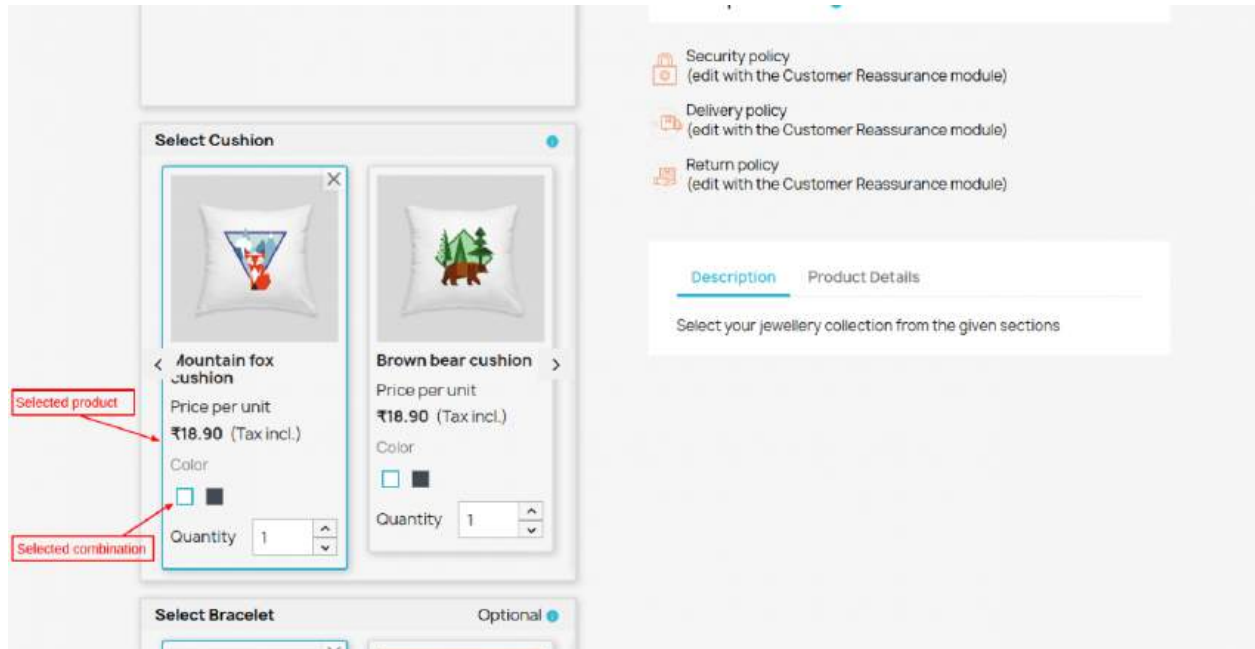 Security policy
(edit with the Customer Reassurance module)
Delivery policy
(edit with the Customer Reassurance module)
Return policy
(edit with the Customer Reassurance module)
Select Cushion
Mountain fox
cushion
Price per unit
₹18.90 (Tax incl.)
Color
Quantity 1
Brown bear cushion
Price per unit
₹18.90 (Tax incl.)
Color
Quantity 1
Selected product
Selected combination
Description Product Details
Select your jewellery collection from the given sections
Select Bracelet Optional